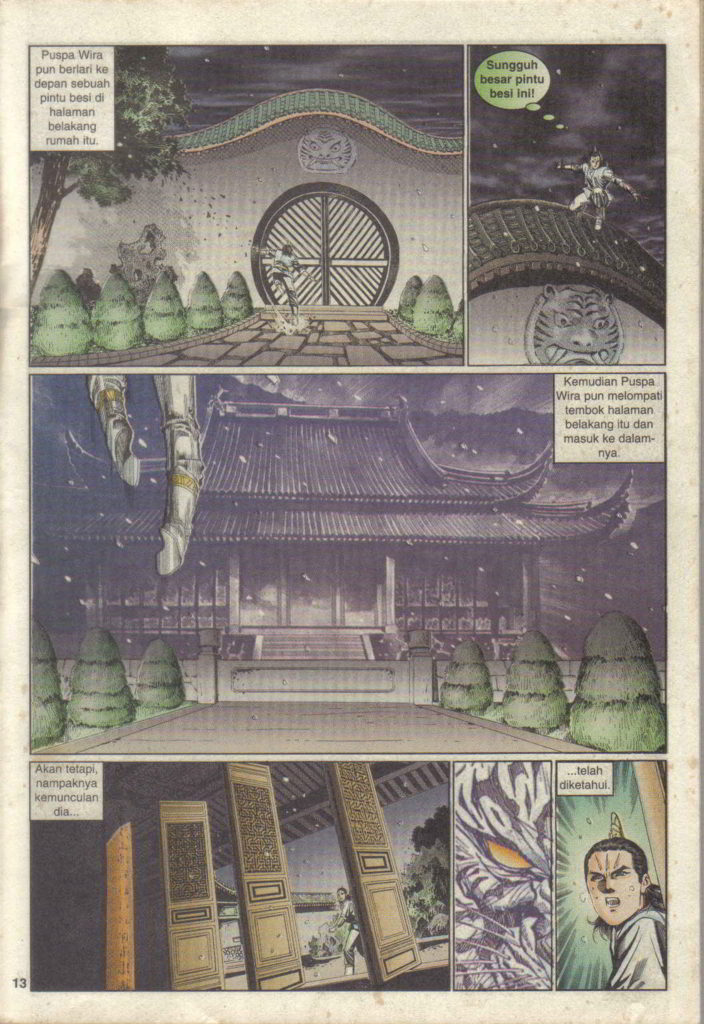 Puspa Wira
pun berlari ke
depan sebuah
pintu besi di
halaman
belakang
rumah itu.
Sungguh
besar pintu
besi ini!
Kemudian Puspa
Wira pun melompati
tembok halaman
belakang itu dan
masuk ke dalam-
nya.
Akan tetapi,
nampaknya
kemunculan
dia...
...telah
diketahui.
13